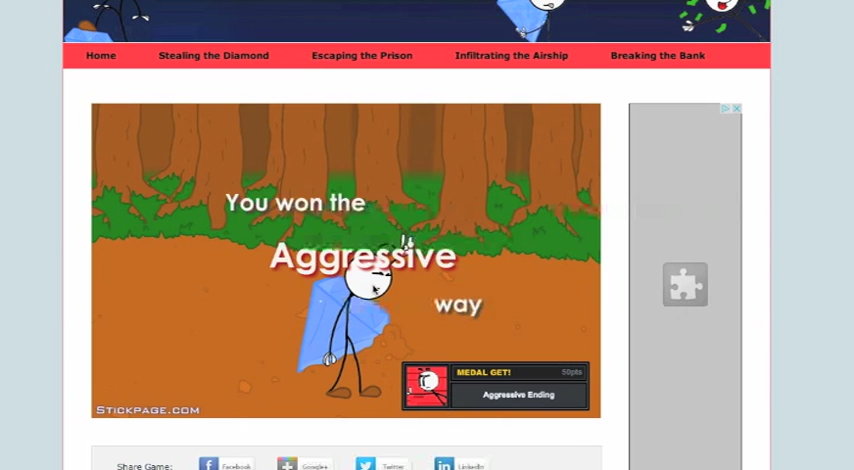 Home Stealing the Diamond Escaping the Prison Infiltrating the Airship Breaking the Bank
You won the
Aggressive
way
MEDAL GET! 50pts
Aggressive Ending
STICKPAGE.COM
Share Game: Facebook Google+ Twitter LinkedIn